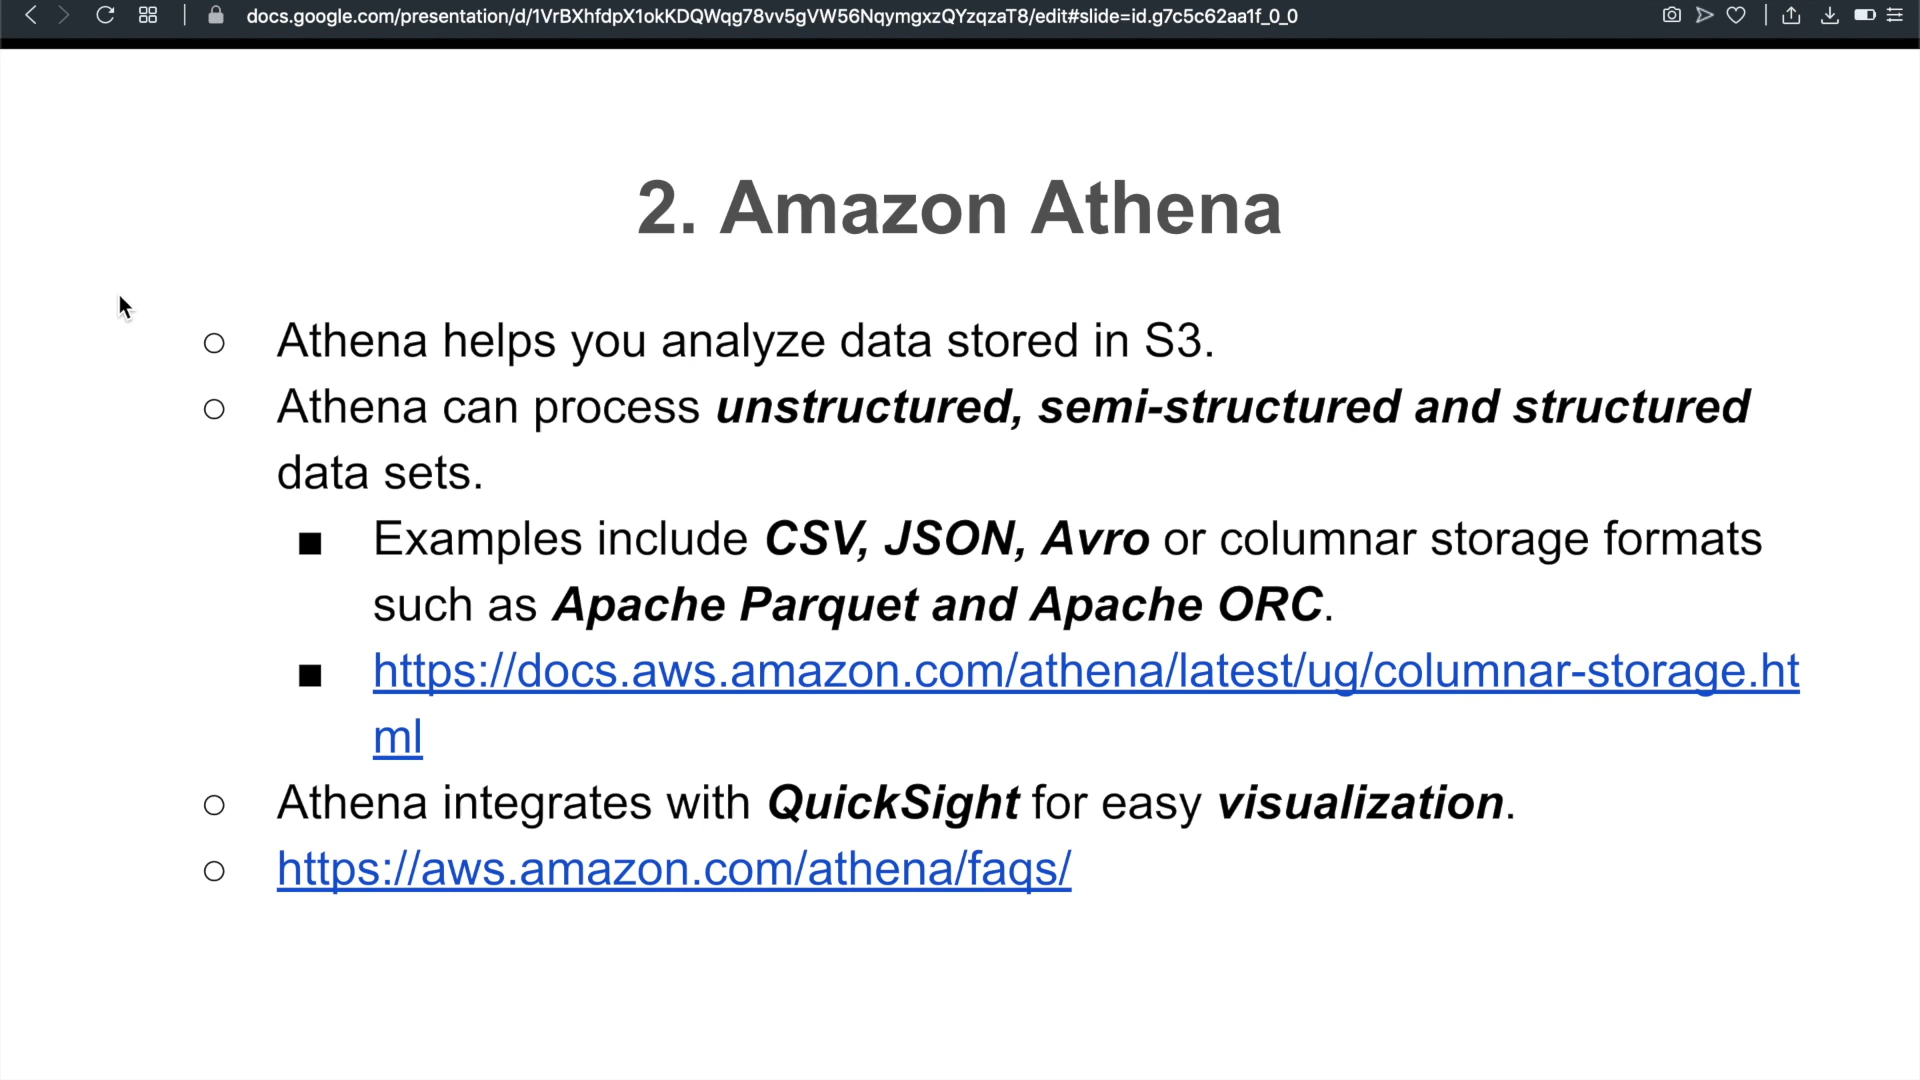 docs.google.com/presentation/d/1VrBXhfdpX1okKDQWqg78vv5gVW56NqymgxzQYzqzaT8/edit#slide=id.g7c5c62aa1f_0_0
2. Amazon Athena
○ Athena helps you analyze data stored in S3.
○ Athena can process unstructured, semi-structured and structured
data sets.
■ Examples include CSV, JSON, Avro or columnar storage formats
such as Apache Parquet and Apache ORC.
■ https://docs.aws.amazon.com/athena/latest/ug/columnar-storage.ht
ml
○ Athena integrates with QuickSight for easy visualization.
○ https://aws.amazon.com/athena/faqs/